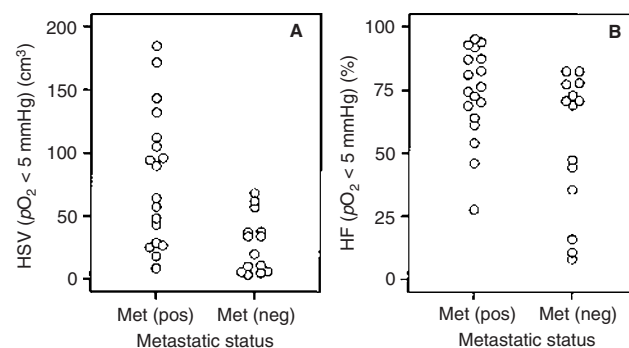 A
HSV (pO₂ < 5 mmHg) (cm³)
200
150
100
50
0
Met (pos) Met (neg)
Metastatic status
B
HF (pO₂ < 5 mmHg) (%)
100
75
50
25
0
Met (pos) Met (neg)
Metastatic status